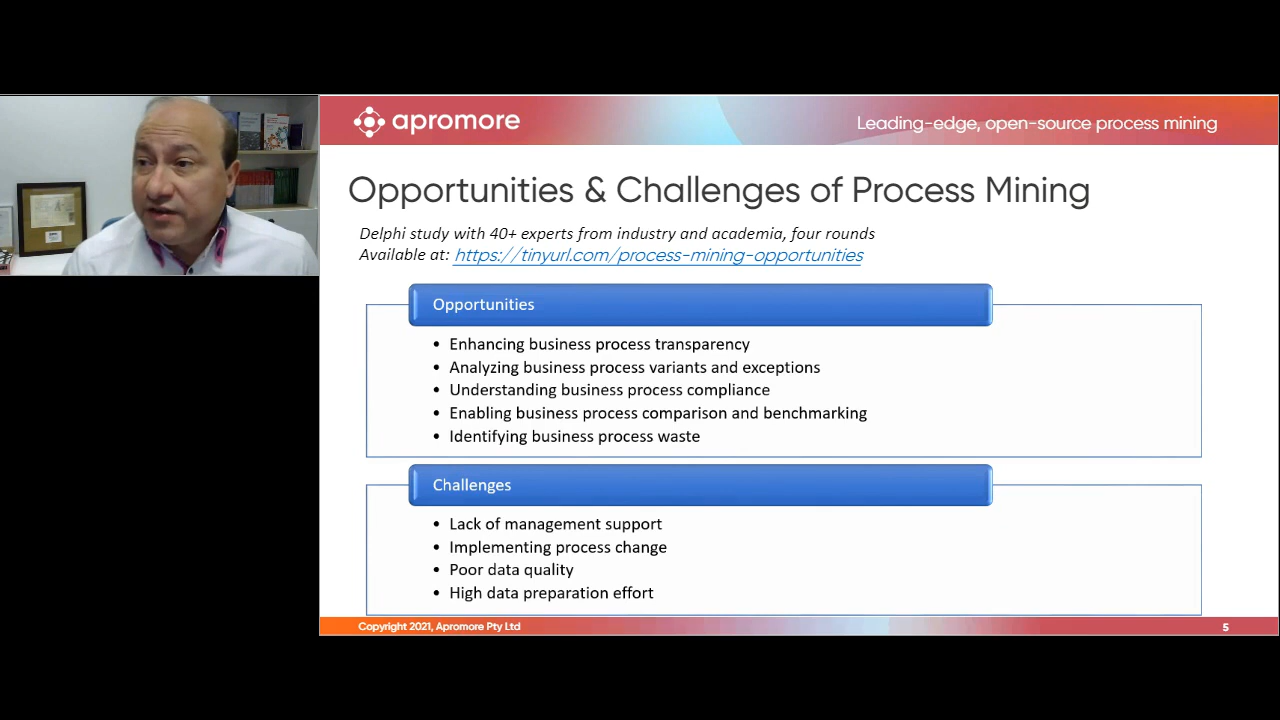 apromore
Leading-edge, open-source process mining
Opportunities & Challenges of Process Mining
Delphi study with 40+ experts from industry and academia, four rounds
Available at: https://tinyurl.com/process-mining-opportunities
Opportunities
• Enhancing business process transparency
• Analyzing business process variants and exceptions
• Understanding business process compliance
• Enabling business process comparison and benchmarking
• Identifying business process waste
Challenges
• Lack of management support
• Implementing process change
• Poor data quality
• High data preparation effort
Copyright 2021, Apromore Pty Ltd
5